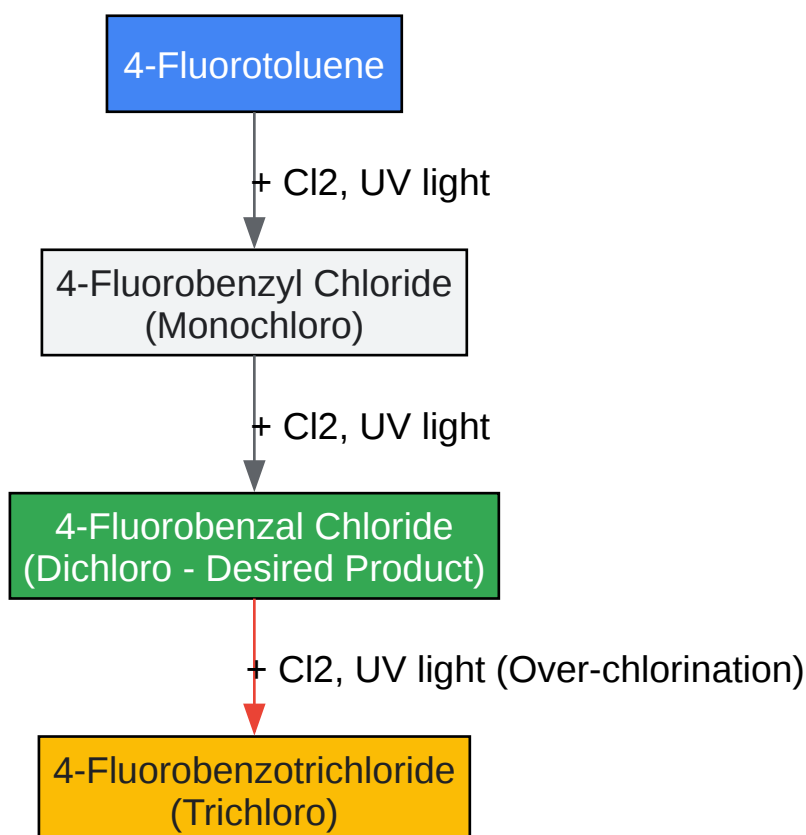 4-Fluorotoluene
+ Cl2, UV light
4-Fluorobenzyl Chloride
(Monochloro)
+ Cl2, UV light
4-Fluorobenzal Chloride
(Dichloro - Desired Product)
+ Cl2, UV light (Over-chlorination)
4-Fluorobenzotrichloride
(Trichloro)